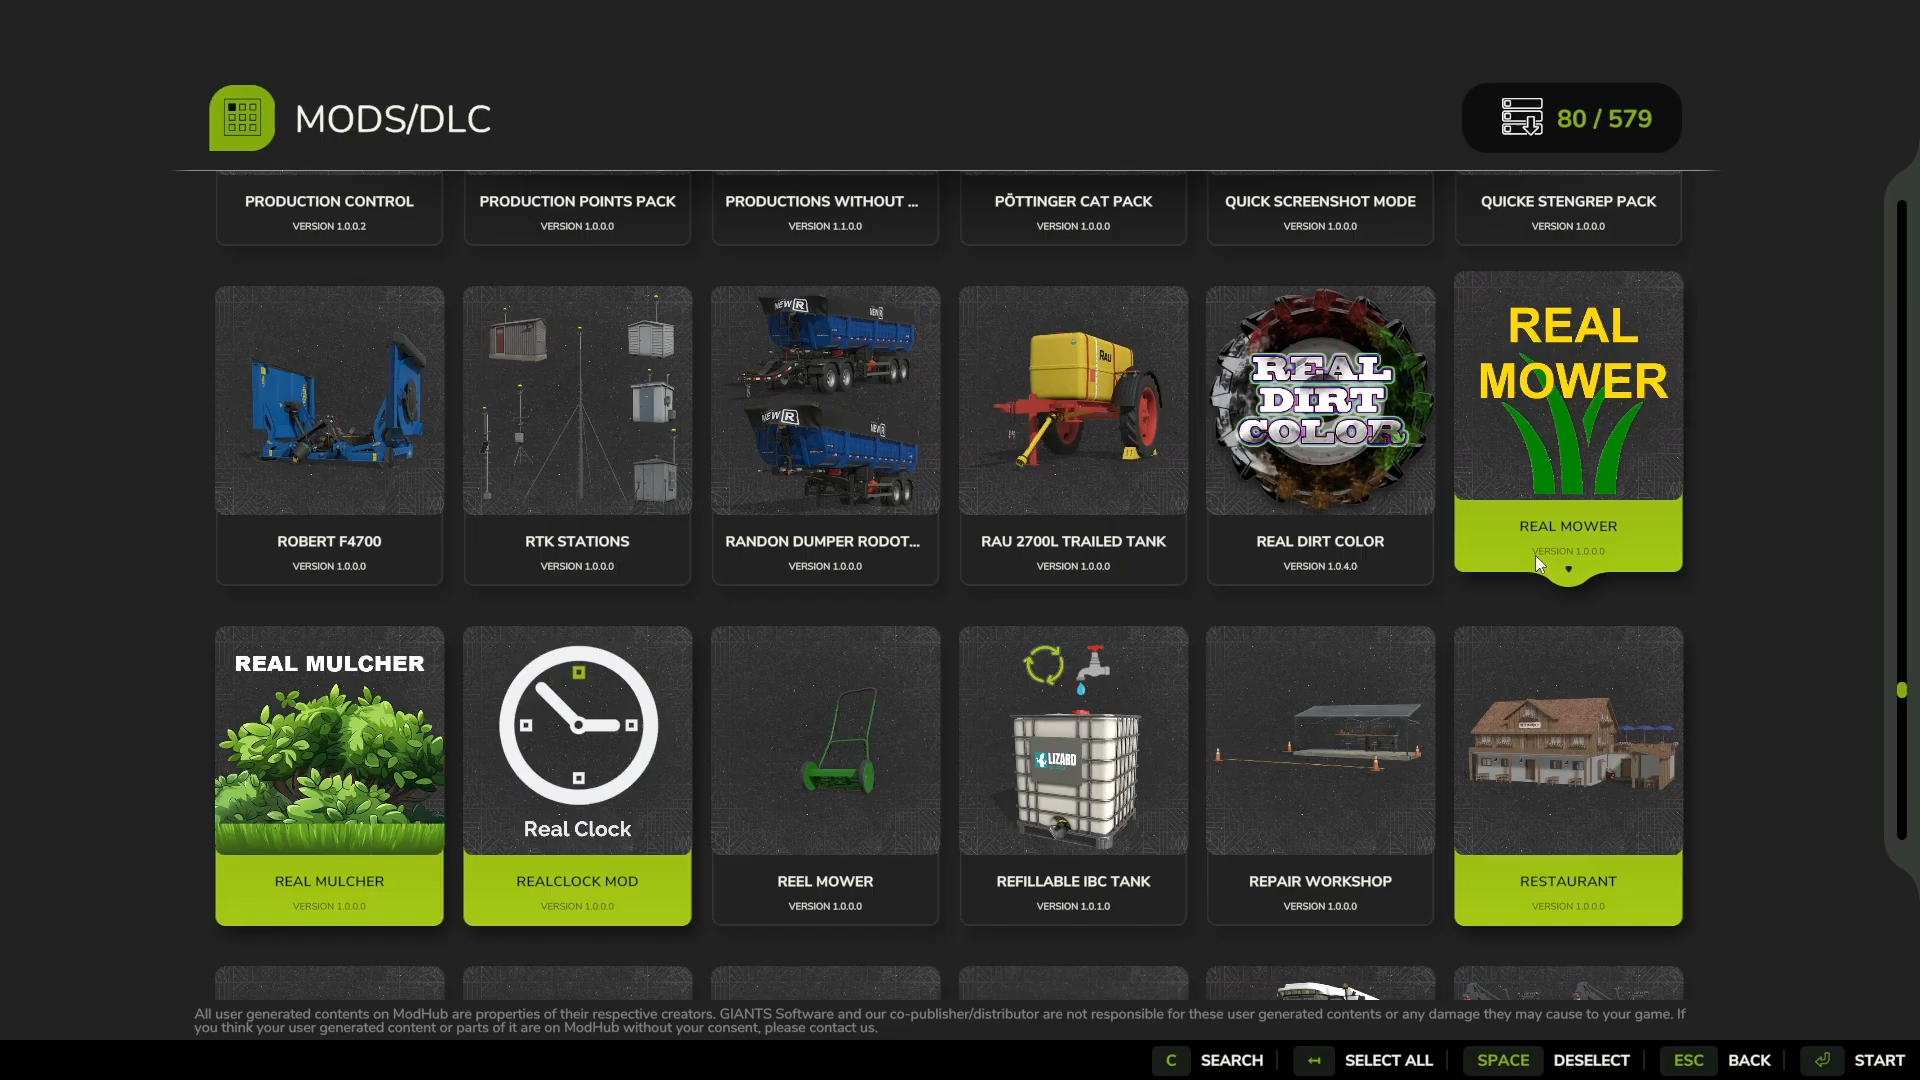 MODS/DLC
80 / 579
PRODUCTION CONTROL
VERSION 1.0.0.2
PRODUCTION POINTS PACK
VERSION 1.0.0.0
PRODUCTIONS WITHOUT ...
VERSION 1.1.0.0
PÖTTINGER CAT PACK
VERSION 1.0.0.0
QUICK SCREENSHOT MODE
VERSION 1.0.0.0
QUICKE STENGREP PACK
VERSION 1.0.0.0
ROBERT F4700
VERSION 1.0.0.0
RTK STATIONS
VERSION 1.0.0.0
NEW R
NEW R
NEW R
NEW R
RANDON DUMPER RODOT...
VERSION 1.0.0.0
RAU
RAU 2700L TRAILED TANK
VERSION 1.0.0.0
REAL
DIRT
COLOR
REAL DIRT COLOR
VERSION 1.0.4.0
REAL
MOWER
REAL MOWER
VERSION 1.0.0.0
REAL MULCHER
REAL MULCHER
VERSION 1.0.0.0
Real Clock
REALCLOCK MOD
VERSION 1.0.0.0
REEL MOWER
VERSION 1.0.0.0
LIZARD
REFILLABLE IBC TANK
VERSION 1.0.1.0
REPAIR WORKSHOP
VERSION 1.0.0.0
RESTAURANT
VERSION 1.0.0.0
All user generated contents on ModHub are properties of their respective creators. GIANTS Software and our co-publisher/distributor are not responsible for these user generated contents or any damage they may cause to your game. If
you think your user generated content or parts of it are on ModHub without your consent, please contact us.
C SEARCH
SELECT ALL
SPACE DESELECT
ESC BACK
START